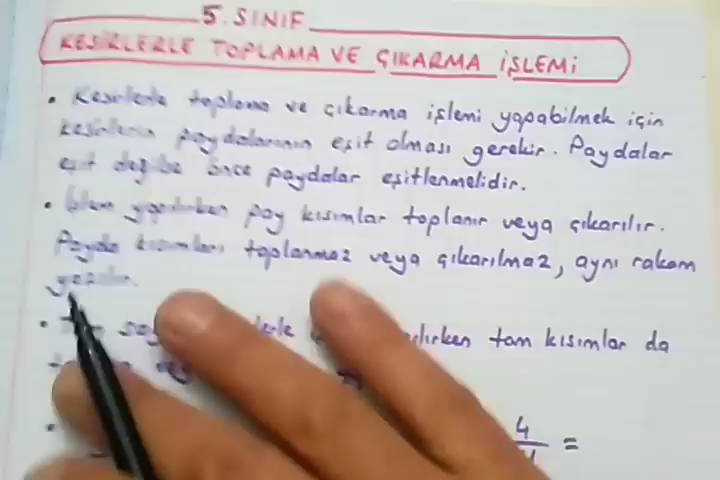 5. SINIF
KESİRLERLE TOPLAMA VE ÇIKARMA İŞLEMİ
• Kesirlerle toplama ve çıkarma işlemi yapabilmek için
kesirlerin paydalarının eşit olması gerekir. Paydalar
eşit değilse önce paydalar eşitlenmelidir.
• İşlem yapılırken pay kısımlar toplanır veya çıkarılır.
Payda kısımları toplanmaz veya çıkarılmaz, aynı rakam
yazılır.
• tam kısımlar da
4
=